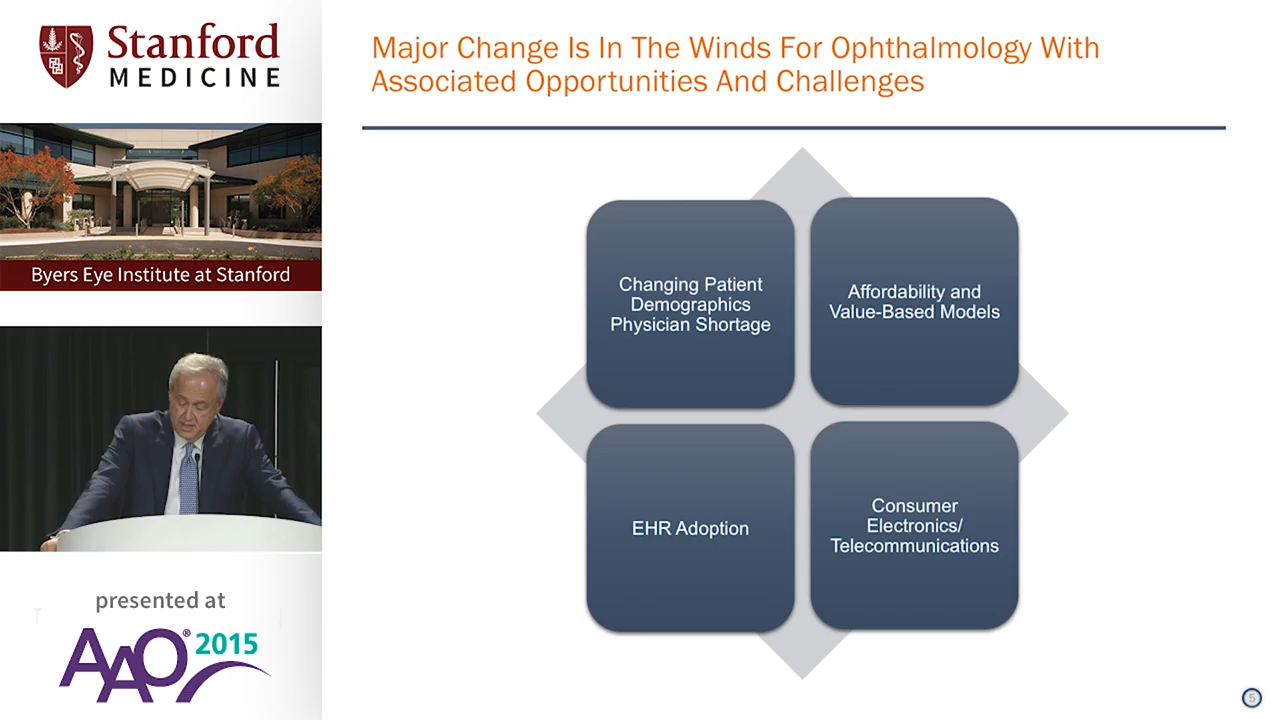 Stanford
MEDICINE
Byers Eye Institute at Stanford
presented at
AAO® 2015
Major Change Is In The Winds For Ophthalmology With
Associated Opportunities And Challenges
Changing Patient
Demographics
Physician Shortage
Affordability and
Value-Based Models
EHR Adoption
Consumer
Electronics/
Telecommunications
5